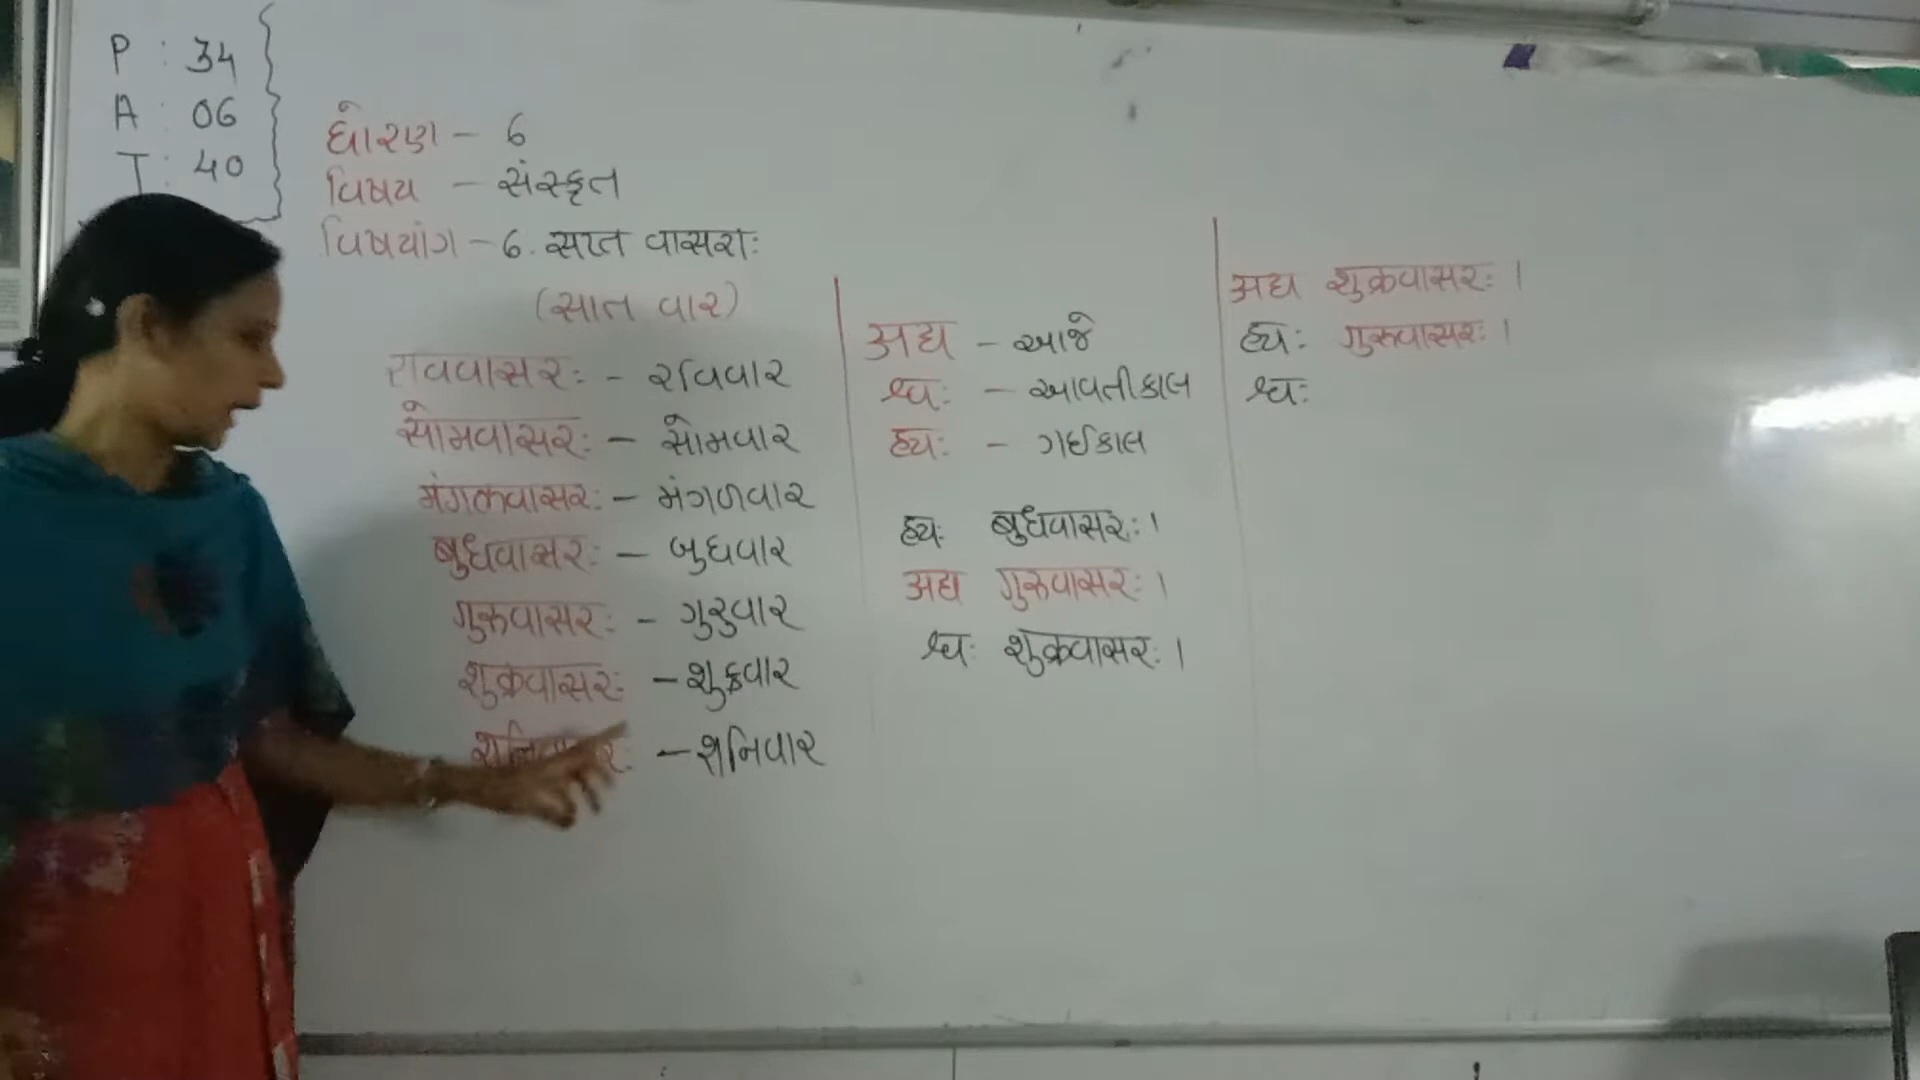 P : 34
A : 06
T : 40
ધોરણ - 6
વિષય - સંસ્કૃત
વિષયાંગ - 6. सप्त वासराः
(સાત વાર)
रविवासरः - રવિવાર
सोमवासरः - સોમવાર
मंगलवासरः - મંગળવાર
बुधवासरः - બુધવાર
गुरुवासरः - ગુરુવાર
शुक्रवासरः - શુક્રવાર
शनिवासरः - શનિવાર
अद्य - આજે
श्वः - આવતીકાલ
ह्यः - ગઈકાલ
ह्यः बुधवासरः ।
अद्य गुरुवासरः ।
श्वः शुक्रवासरः ।
अद्य शुक्रवासरः ।
ह्यः गुरुवासरः ।
श्वः